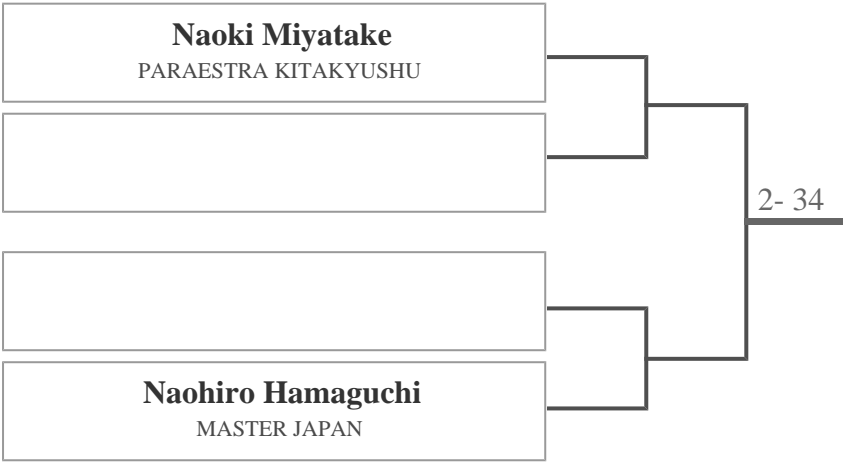 Naoki Miyatake
PARAESTRA KITAKYUSHU
2- 34
Naohiro Hamaguchi
MASTER JAPAN